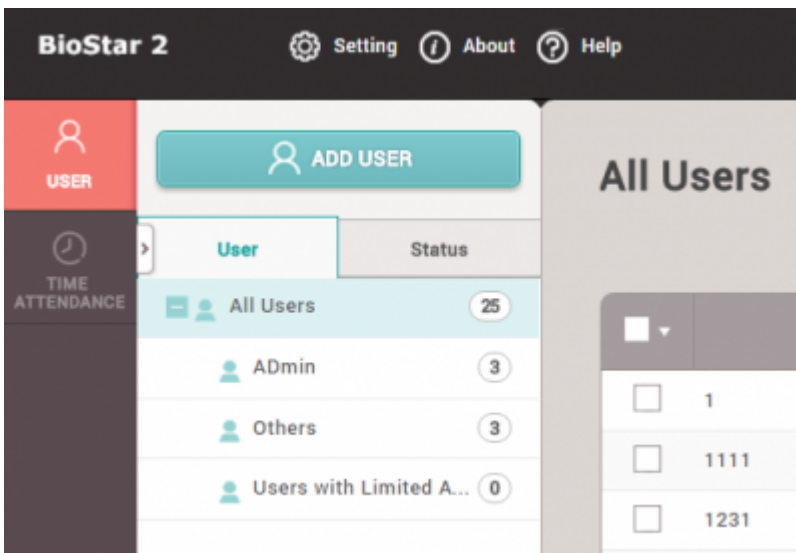 BioStar 2 Setting About Help
USER
TIME
ATTENDANCE
ADD USER
User Status
All Users 25
ADmin 3
Others 3
Users with Limited A... 0
All Users
1
1111
1231